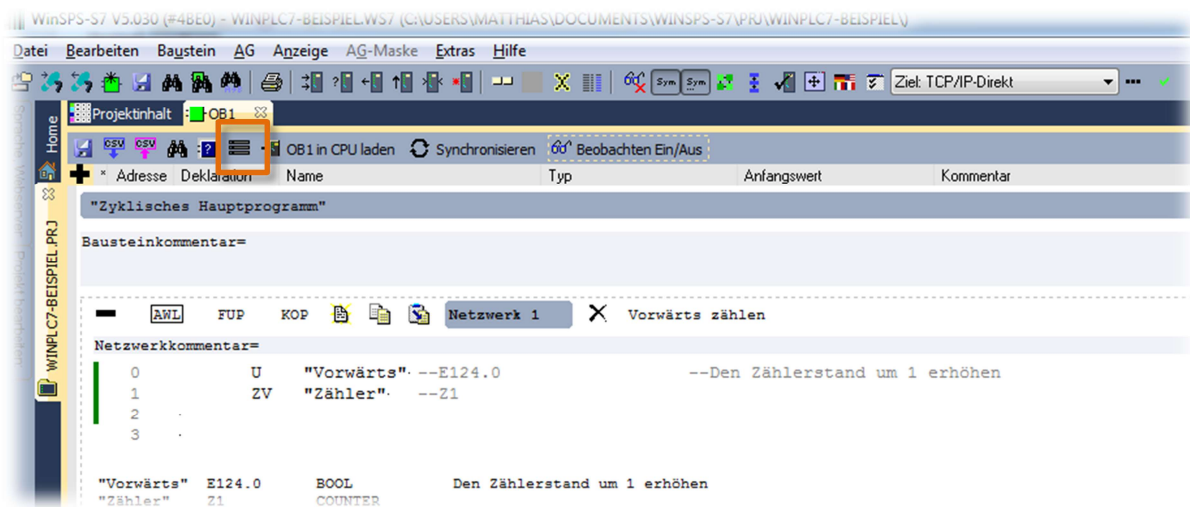 WinSPS-S7 V5.030 (#4BE0) - WINPLC7-BEISPIEL.WS7 (C:\USERS\MATTHIAS\DOCUMENTS\WINSPS-S7\PRJ\WINPLC7-BEISPIEL\)
Datei Bearbeiten Baustein AG Anzeige AG-Maske Extras Hilfe
Sym Sym Ziel: TCP/IP-Direkt
Projektinhalt OB1
CSV CSV ? OB1 in CPU laden Synchronisieren Beobachten Ein/Aus
* Adresse Deklaration Name Typ Anfangswert Kommentar
"Zyklisches Hauptprogramm"
Bausteinkommentar=
AWL FUP KOP Netzwerk 1 Vorwärts zählen
Netzwerkkommentar=
0 U "Vorwärts" --E124.0 --Den Zählerstand um 1 erhöhen
1 ZV "Zähler" --Z1
2
3
"Vorwärts" E124.0 BOOL Den Zählerstand um 1 erhöhen
"Zähler" Z1 COUNTER
Home
WINPLC7-BEISPIEL.PRJ